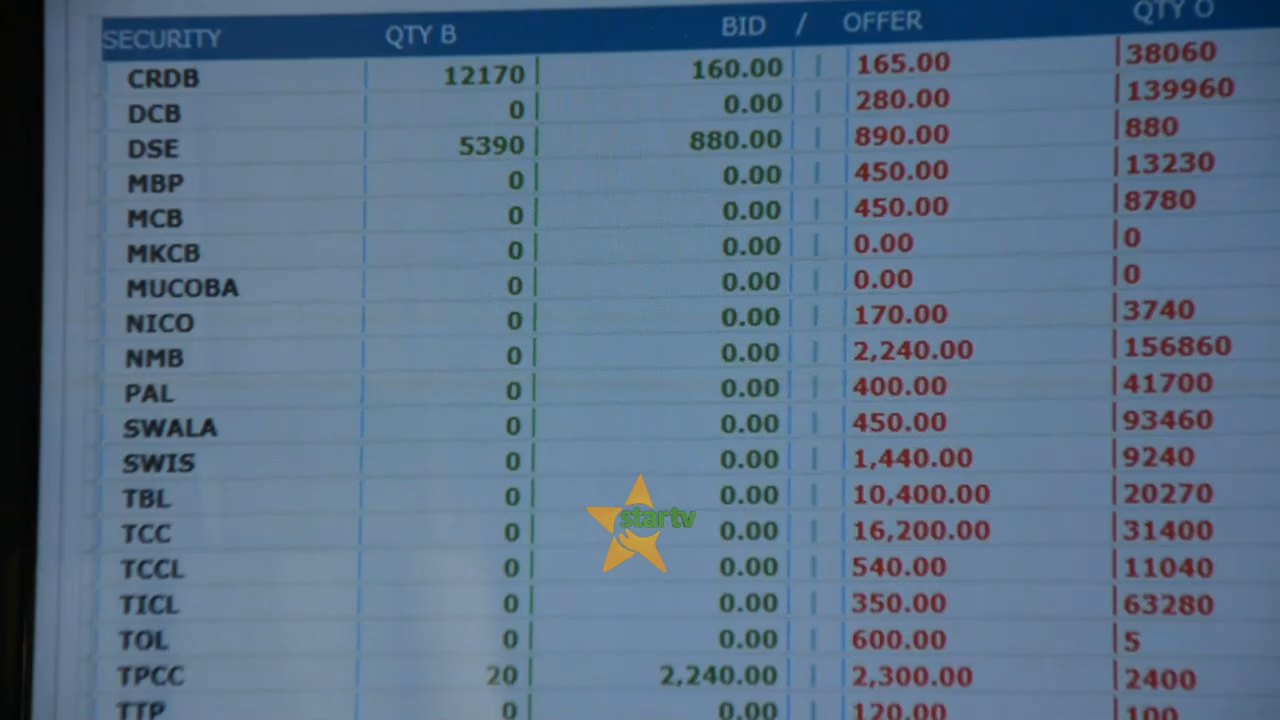 SECURITY QTY B BID / OFFER QTY O
CRDB 12170 160.00 165.00 38060
DCB 0 0.00 280.00 139960
DSE 5390 880.00 890.00 880
MBP 0 0.00 450.00 13230
MCB 0 0.00 450.00 8780
MKCB 0 0.00 0.00 0
MUCOBA 0 0.00 0.00 0
NICO 0 0.00 170.00 3740
NMB 0 0.00 2,240.00 156860
PAL 0 0.00 400.00 41700
SWALA 0 0.00 450.00 93460
SWIS 0 0.00 1,440.00 9240
TBL 0 0.00 10,400.00 20270
startv
TCC 0 0.00 16,200.00 31400
TCCL 0 0.00 540.00 11040
TICL 0 0.00 350.00 63280
TOL 0 0.00 600.00 5
TPCC 20 2,240.00 2,300.00 2400
TTP 0 0.00 120.00 100